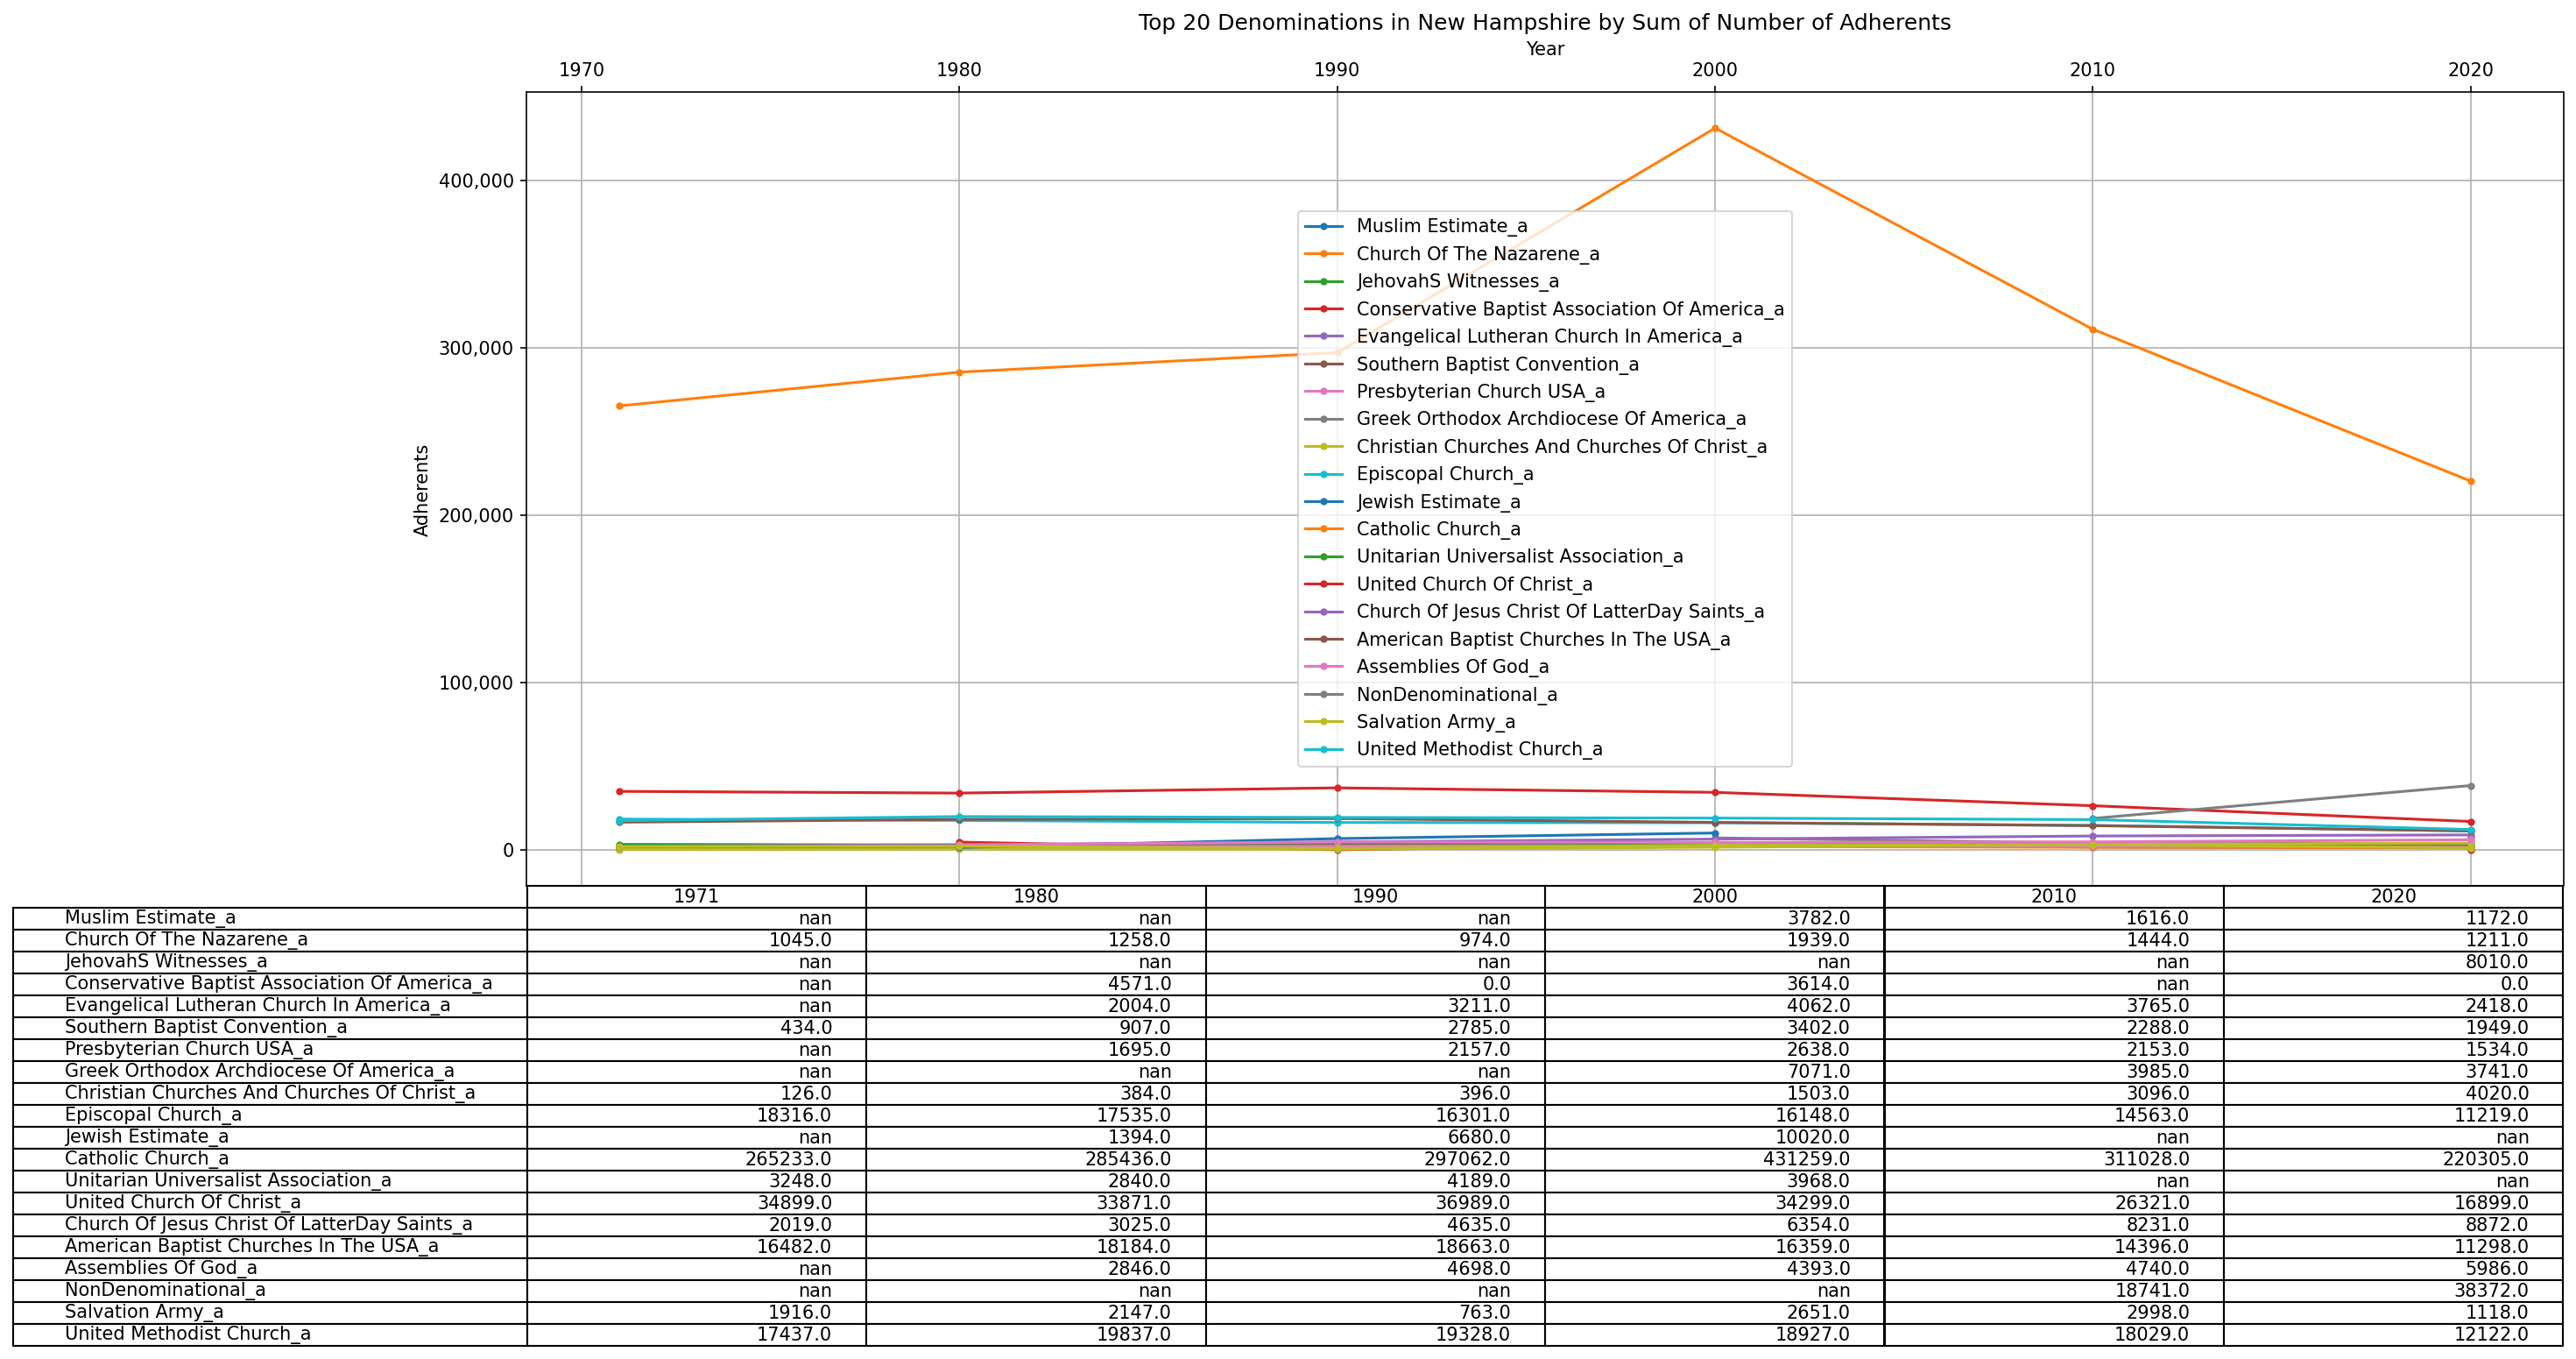 Top 20 Denominations in New Hampshire by Sum of Number of Adherents
Year
1970 1980 1990 2000 2010 2020
400,000
300,000
200,000
100,000
0
Adherents
Muslim Estimate_a
Church Of The Nazarene_a
JehovahS Witnesses_a
Conservative Baptist Association Of America_a
Evangelical Lutheran Church In America_a
Southern Baptist Convention_a
Presbyterian Church USA_a
Greek Orthodox Archdiocese Of America_a
Christian Churches And Churches Of Christ_a
Episcopal Church_a
Jewish Estimate_a
Catholic Church_a
Unitarian Universalist Association_a
United Church Of Christ_a
Church Of Jesus Christ Of LatterDay Saints_a
American Baptist Churches In The USA_a
Assemblies Of God_a
NonDenominational_a
Salvation Army_a
United Methodist Church_a
1971 1980 1990 2000 2010 2020
Muslim Estimate_a nan nan nan 3782.0 1616.0 1172.0
Church Of The Nazarene_a 1045.0 1258.0 974.0 1939.0 1444.0 1211.0
JehovahS Witnesses_a nan nan nan nan nan 8010.0
Conservative Baptist Association Of America_a nan 4571.0 0.0 3614.0 nan 0.0
Evangelical Lutheran Church In America_a nan 2004.0 3211.0 4062.0 3765.0 2418.0
Southern Baptist Convention_a 434.0 907.0 2785.0 3402.0 2288.0 1949.0
Presbyterian Church USA_a nan 1695.0 2157.0 2638.0 2153.0 1534.0
Greek Orthodox Archdiocese Of America_a nan nan nan 7071.0 3985.0 3741.0
Christian Churches And Churches Of Christ_a 126.0 384.0 396.0 1503.0 3096.0 4020.0
Episcopal Church_a 18316.0 17535.0 16301.0 16148.0 14563.0 11219.0
Jewish Estimate_a nan 1394.0 6680.0 10020.0 nan nan
Catholic Church_a 265233.0 285436.0 297062.0 431259.0 311028.0 220305.0
Unitarian Universalist Association_a 3248.0 2840.0 4189.0 3968.0 nan nan
United Church Of Christ_a 34899.0 33871.0 36989.0 34299.0 26321.0 16899.0
Church Of Jesus Christ Of LatterDay Saints_a 2019.0 3025.0 4635.0 6354.0 8231.0 8872.0
American Baptist Churches In The USA_a 16482.0 18184.0 18663.0 16359.0 14396.0 11298.0
Assemblies Of God_a nan 2846.0 4698.0 4393.0 4740.0 5986.0
NonDenominational_a nan nan nan nan 18741.0 38372.0
Salvation Army_a 1916.0 2147.0 763.0 2651.0 2998.0 1118.0
United Methodist Church_a 17437.0 19837.0 19328.0 18927.0 18029.0 12122.0